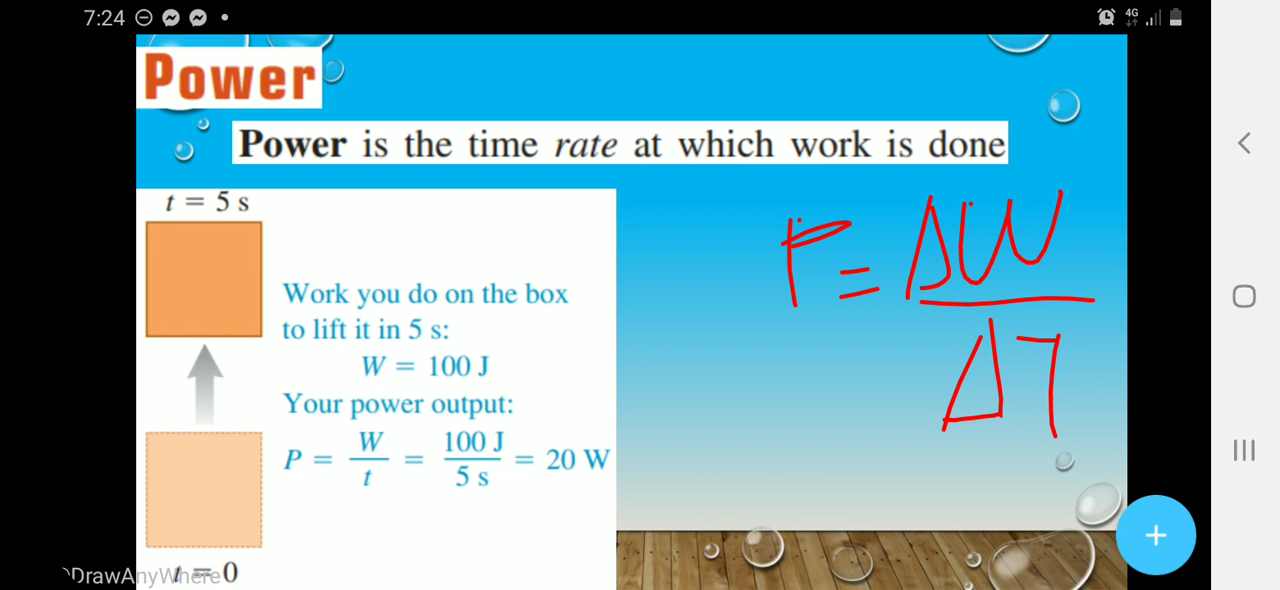 7:24
4G
Power
Power is the time rate at which work is done
t = 5 s
Work you do on the box
to lift it in 5 s:
W = 100 J
Your power output:
P = W/t = 100 J/5 s = 20 W
t = 0
DrawAnyWhere
P = ΔW
ΔT
+